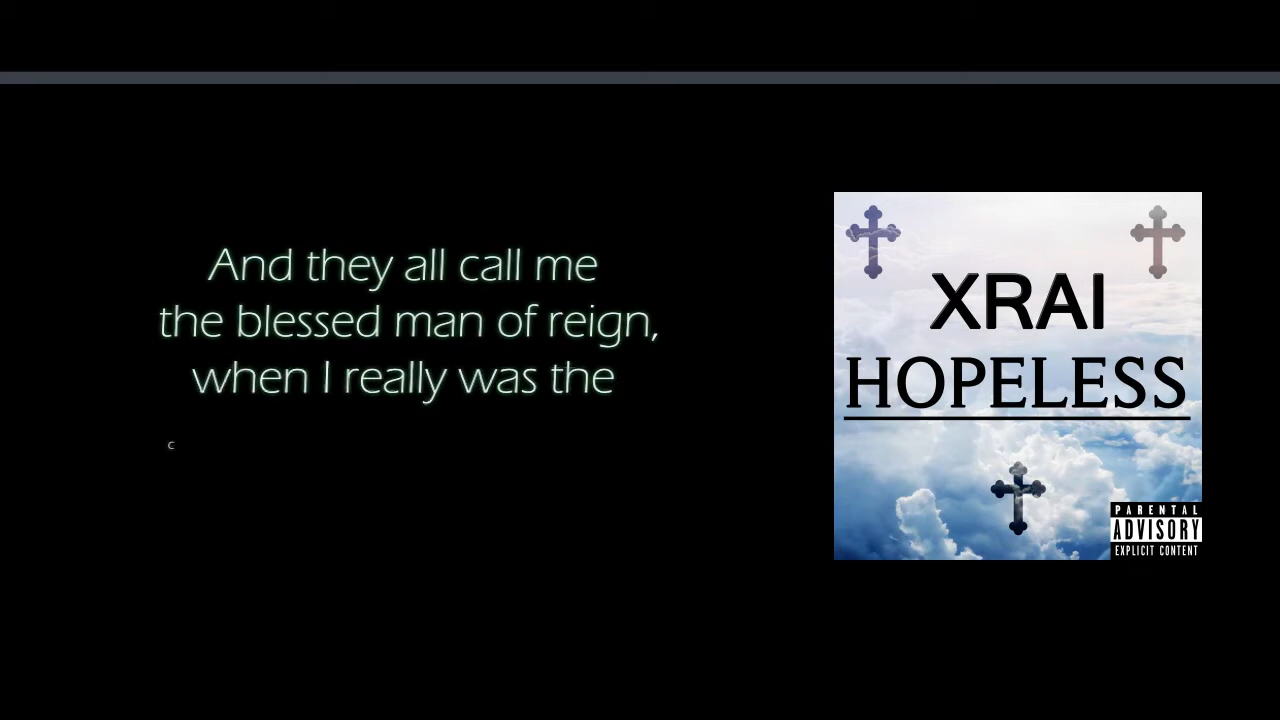 And they all call me
the blessed man of reign,
when I really was the
c
XRAI
HOPELESS
PARENTAL
ADVISORY
EXPLICIT CONTENT